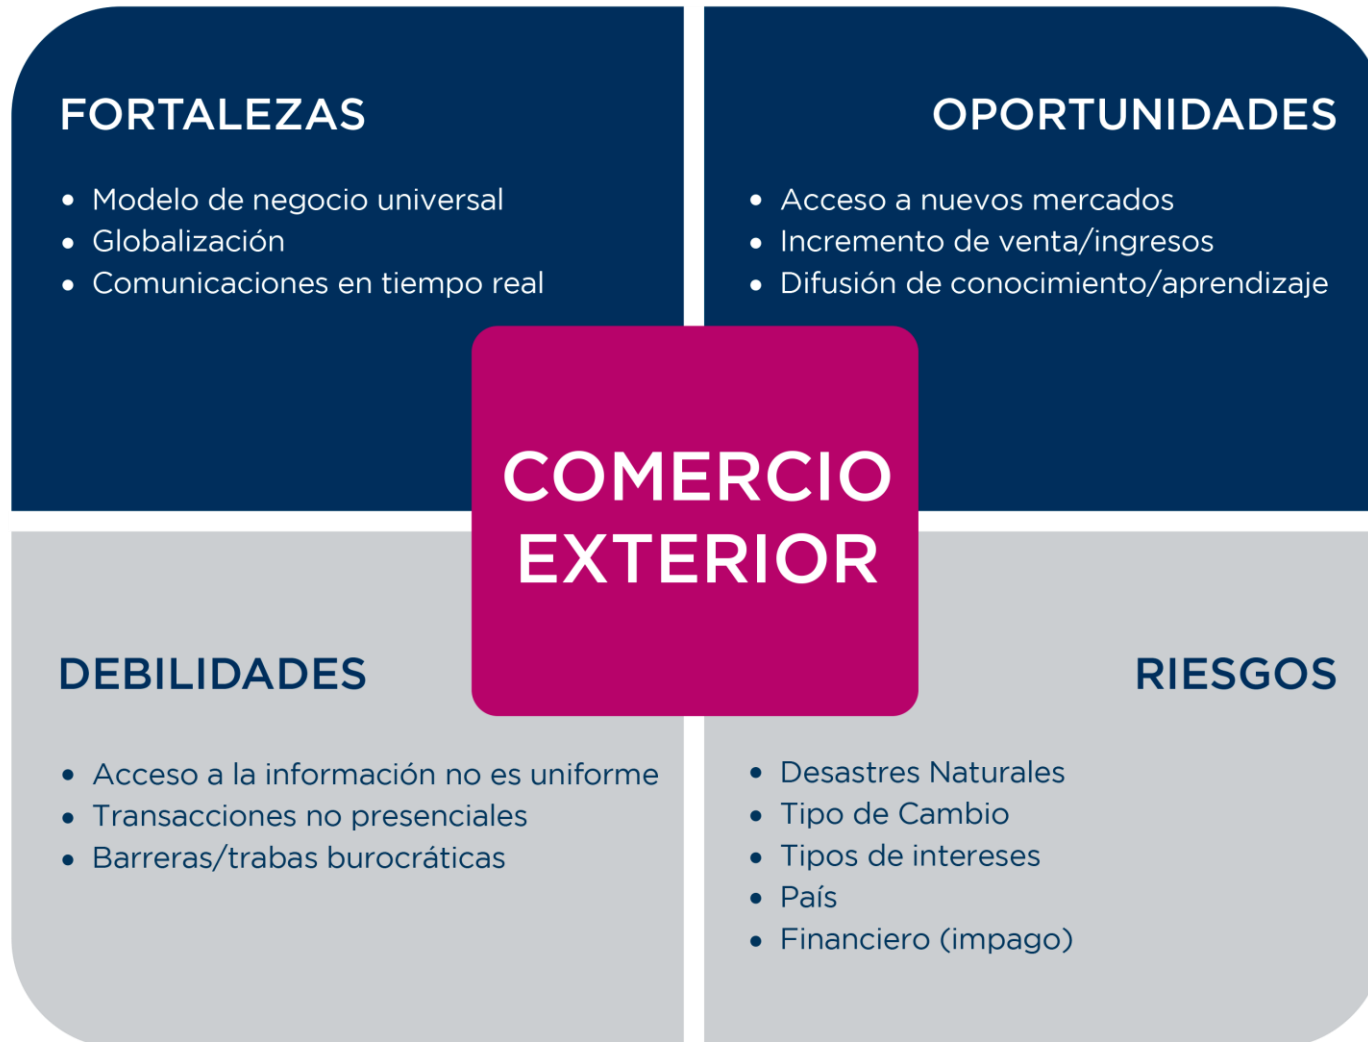 FORTALEZAS
• Modelo de negocio universal
• Globalización
• Comunicaciones en tiempo real
OPORTUNIDADES
• Acceso a nuevos mercados
• Incremento de venta/ingresos
• Difusión de conocimiento/aprendizaje
COMERCIO
EXTERIOR
DEBILIDADES
• Acceso a la información no es uniforme
• Transacciones no presenciales
• Barreras/trabas burocráticas
RIESGOS
• Desastres Naturales
• Tipo de Cambio
• Tipos de intereses
• País
• Financiero (impago)